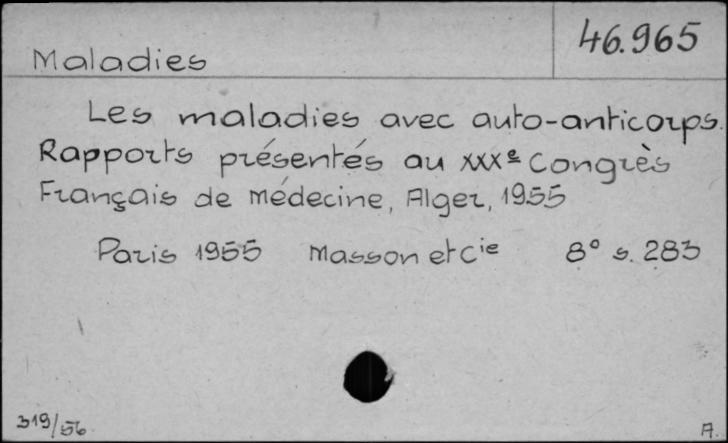 46.965
Maladies
Les maladies avec auto-anticorps.
Rapports présentés au XXXe Congrès
Français de Médecine, Alger, 1955
Paris 1955 Masson et Cie 8° s. 283
319/56 A